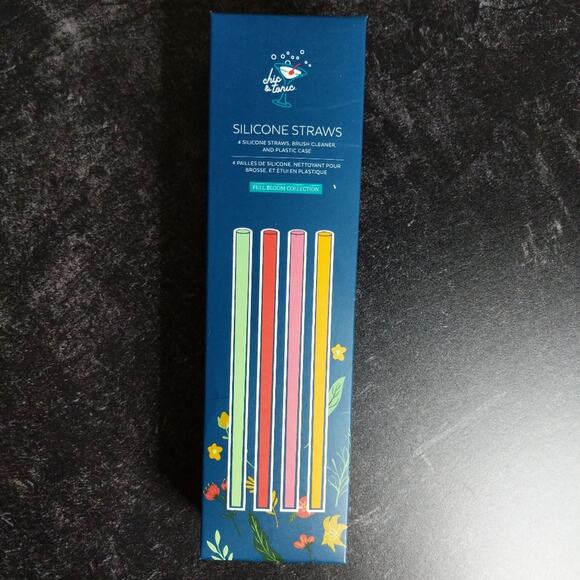 chic
& tonic
SILICONE STRAWS
4 SILICONE STRAWS, BRUSH CLEANER,
AND PLASTIC CASE
4 PAILLES DE SILICONE, NETTOYANT POUR
BROSSE, ET ÉTUI EN PLASTIQUE
FULL BLOOM COLLECTION